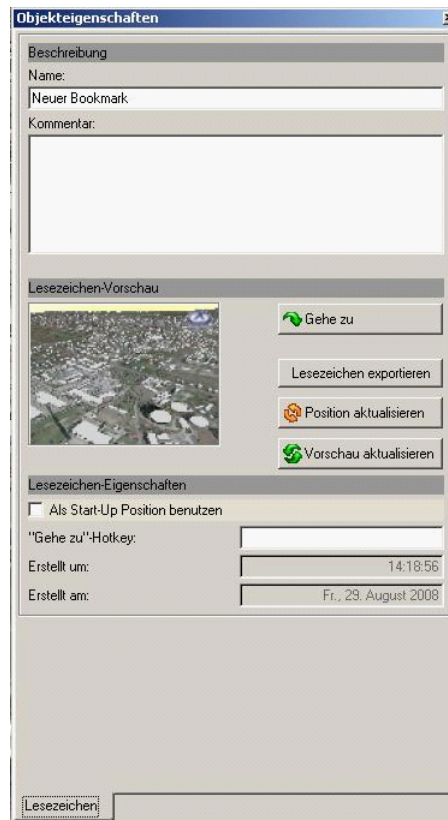 Objekteigenschaften
Beschreibung
Name:
Neuer Bookmark
Kommentar:
Lesezeichen-Vorschau
Gehe zu
Lesezeichen exportieren
Position aktualisieren
Vorschau aktualisieren
Lesezeichen-Eigenschaften
Als Start-Up Position benutzen
"Gehe zu"-Hotkey:
Erstellt um: 14:18:56
Erstellt am: Fr., 29. August 2008
Lesezeichen